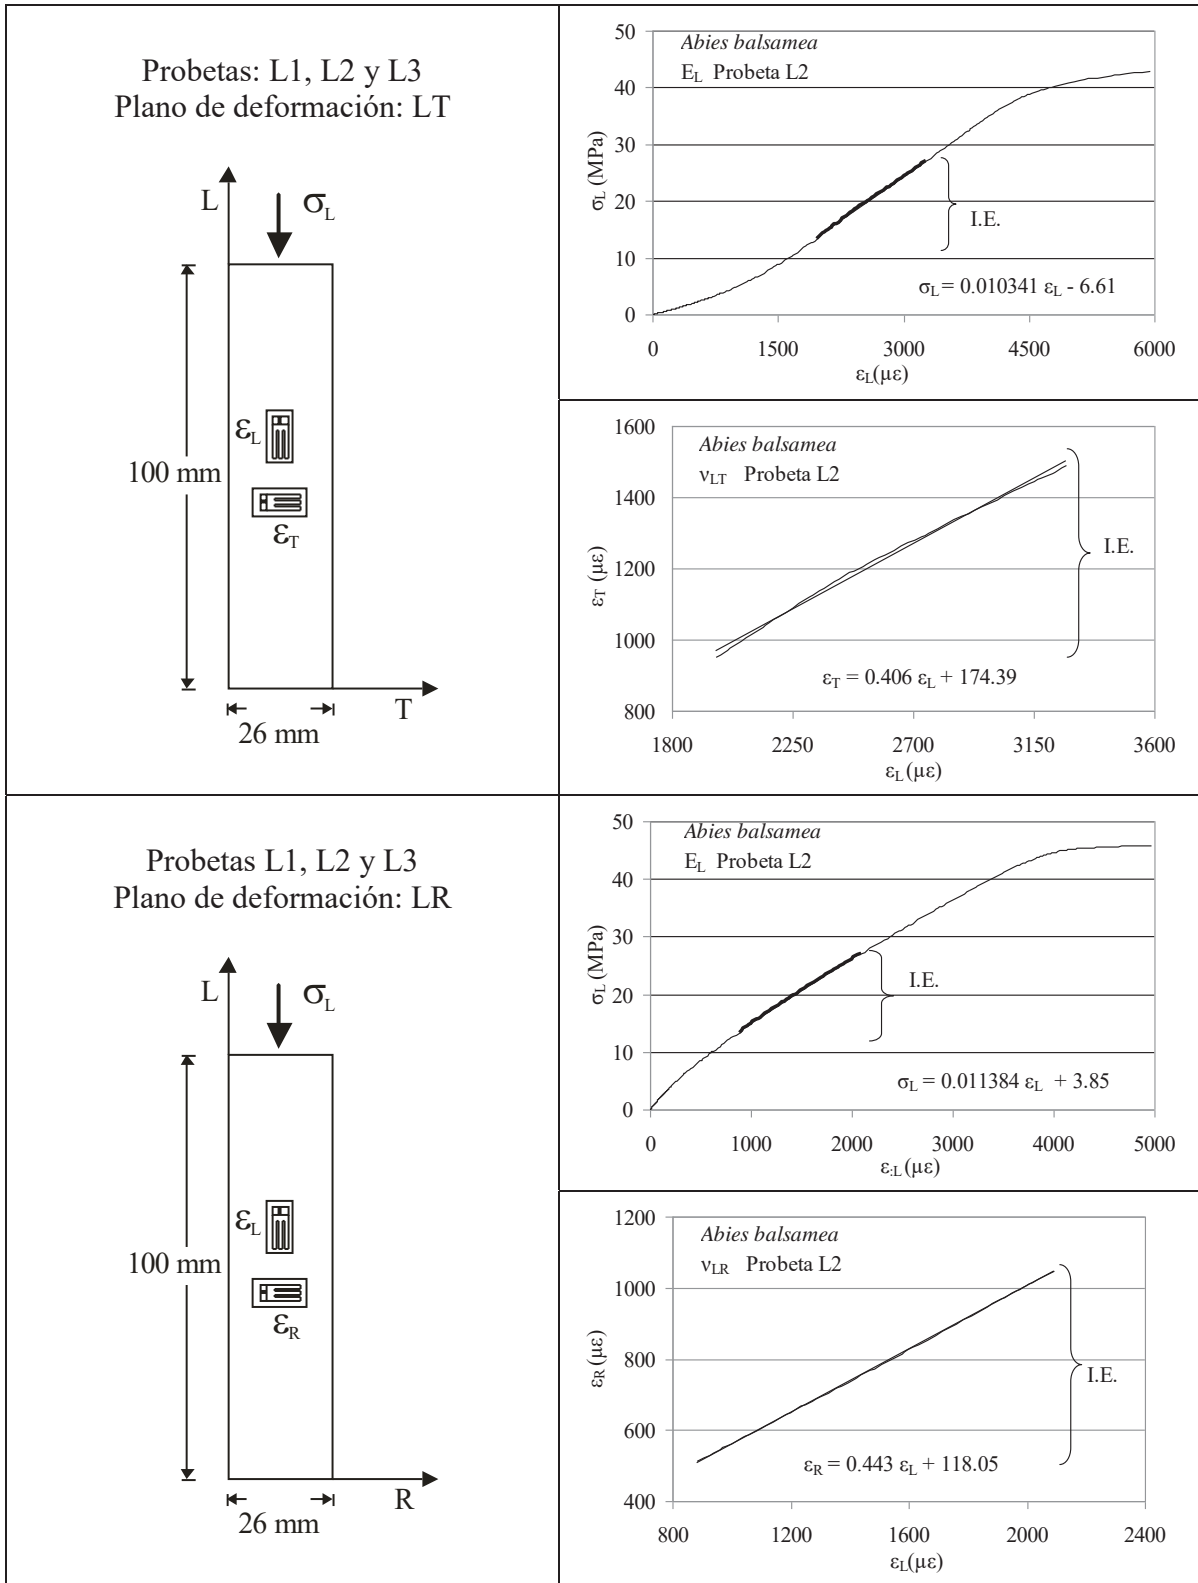 Probetas: L1, L2 y L3
Plano de deformación: LT
L
σL
εL
100 mm
εT
T
26 mm
Abies balsamea
EL Probeta L2
50
40
30
20
10
0
σL (MPa)
I.E.
σL = 0.010341 εL - 6.61
0 1500 3000 4500 6000
εL(µε)
Abies balsamea
νLT Probeta L2
1600
1400
1200
1000
800
εT (µε)
I.E.
εT = 0.406 εL + 174.39
1800 2250 2700 3150 3600
εL (µε)
Probetas L1, L2 y L3
Plano de deformación: LR
L
σL
εL
100 mm
εR
R
26 mm
Abies balsamea
EL Probeta L2
50
40
30
20
10
0
σL (MPa)
I.E.
σL = 0.011384 εL + 3.85
0 1000 2000 3000 4000 5000
ε:L (µε)
Abies balsamea
νLR Probeta L2
1200
1000
800
600
400
εR (µε)
I.E.
εR = 0.443 εL + 118.05
800 1200 1600 2000 2400
εL(µε)